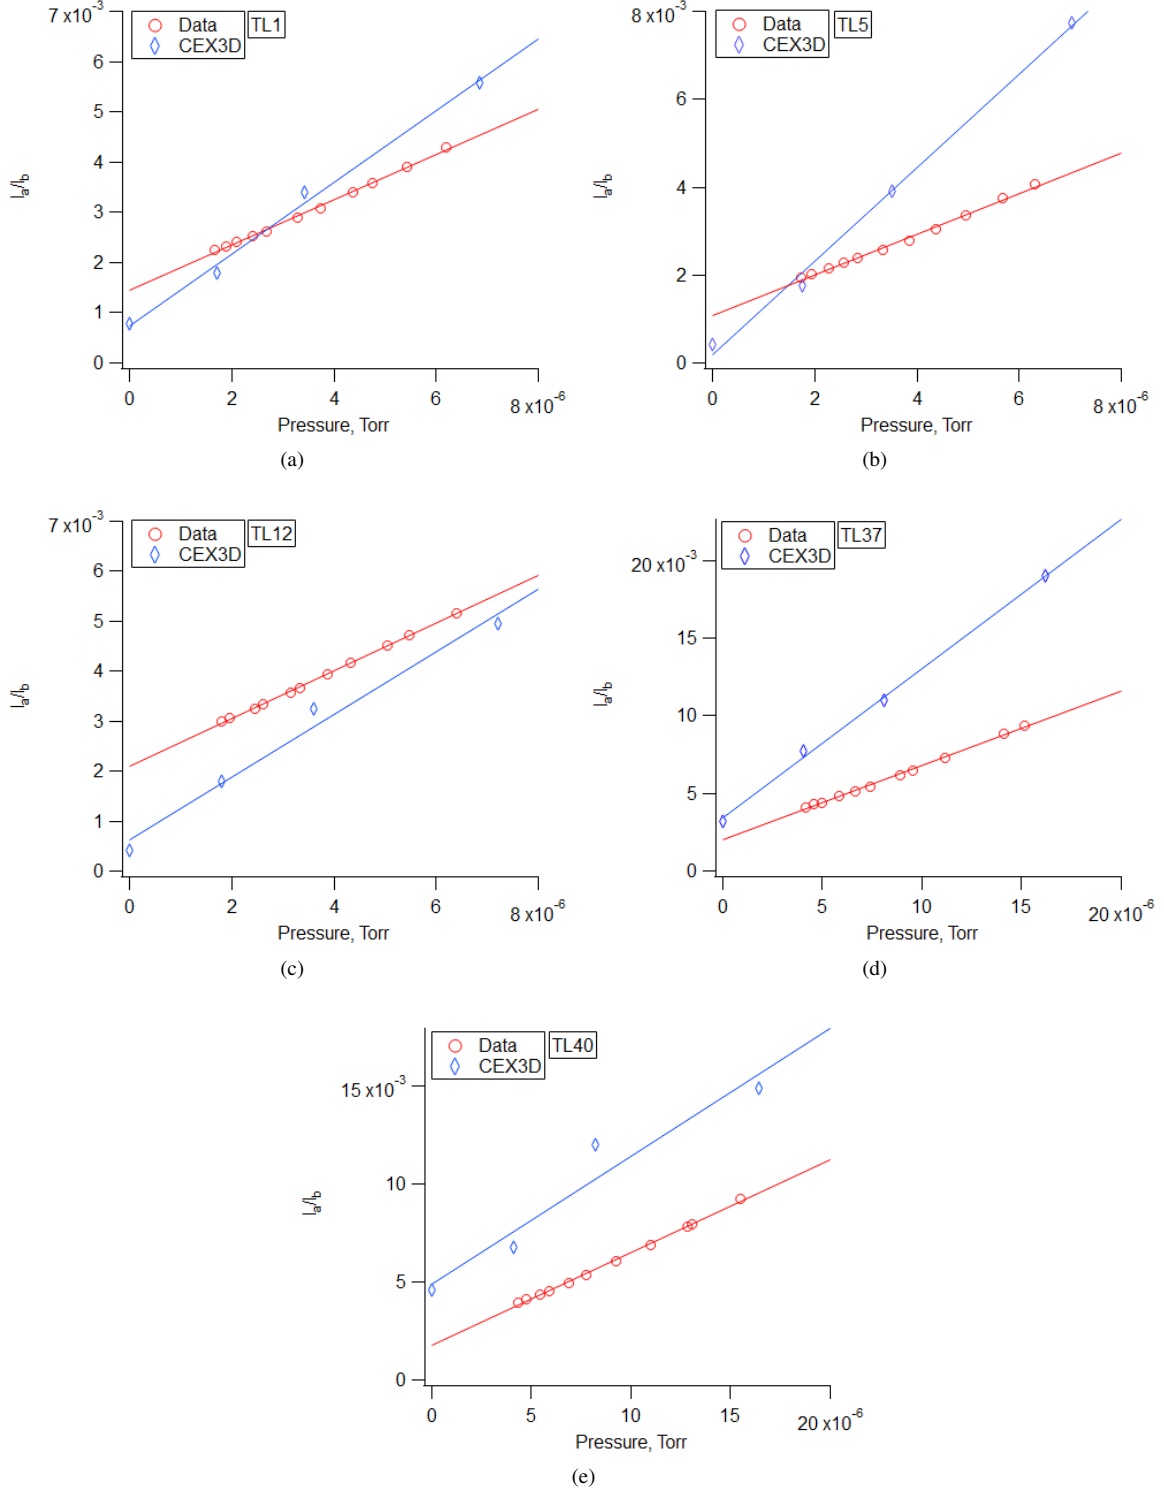 7 x10⁻³
Data
TL1
CEX3D
6
5
4
3
2
1
0
Iₐ/I_b
0
2
4
6
8 x10⁻⁶
Pressure, Torr
(a)
8 x10⁻³
Data
TL5
CEX3D
6
4
2
0
Iₐ/I_b
0
2
4
6
8 x10⁻⁶
Pressure, Torr
(b)
7 x10⁻³
Data
TL12
CEX3D
6
5
4
3
2
1
0
Iₐ/I_b
0
2
4
6
8 x10⁻⁶
Pressure, Torr
(c)
Data
TL37
CEX3D
20 x10⁻³
15
10
5
0
Iₐ/I_b
0
5
10
15
20 x10⁻⁶
Pressure, Torr
(d)
Data
TL40
CEX3D
15 x10⁻³
10
5
0
Iₐ/I_b
0
5
10
15
20 x10⁻⁶
Pressure, Torr
(e)